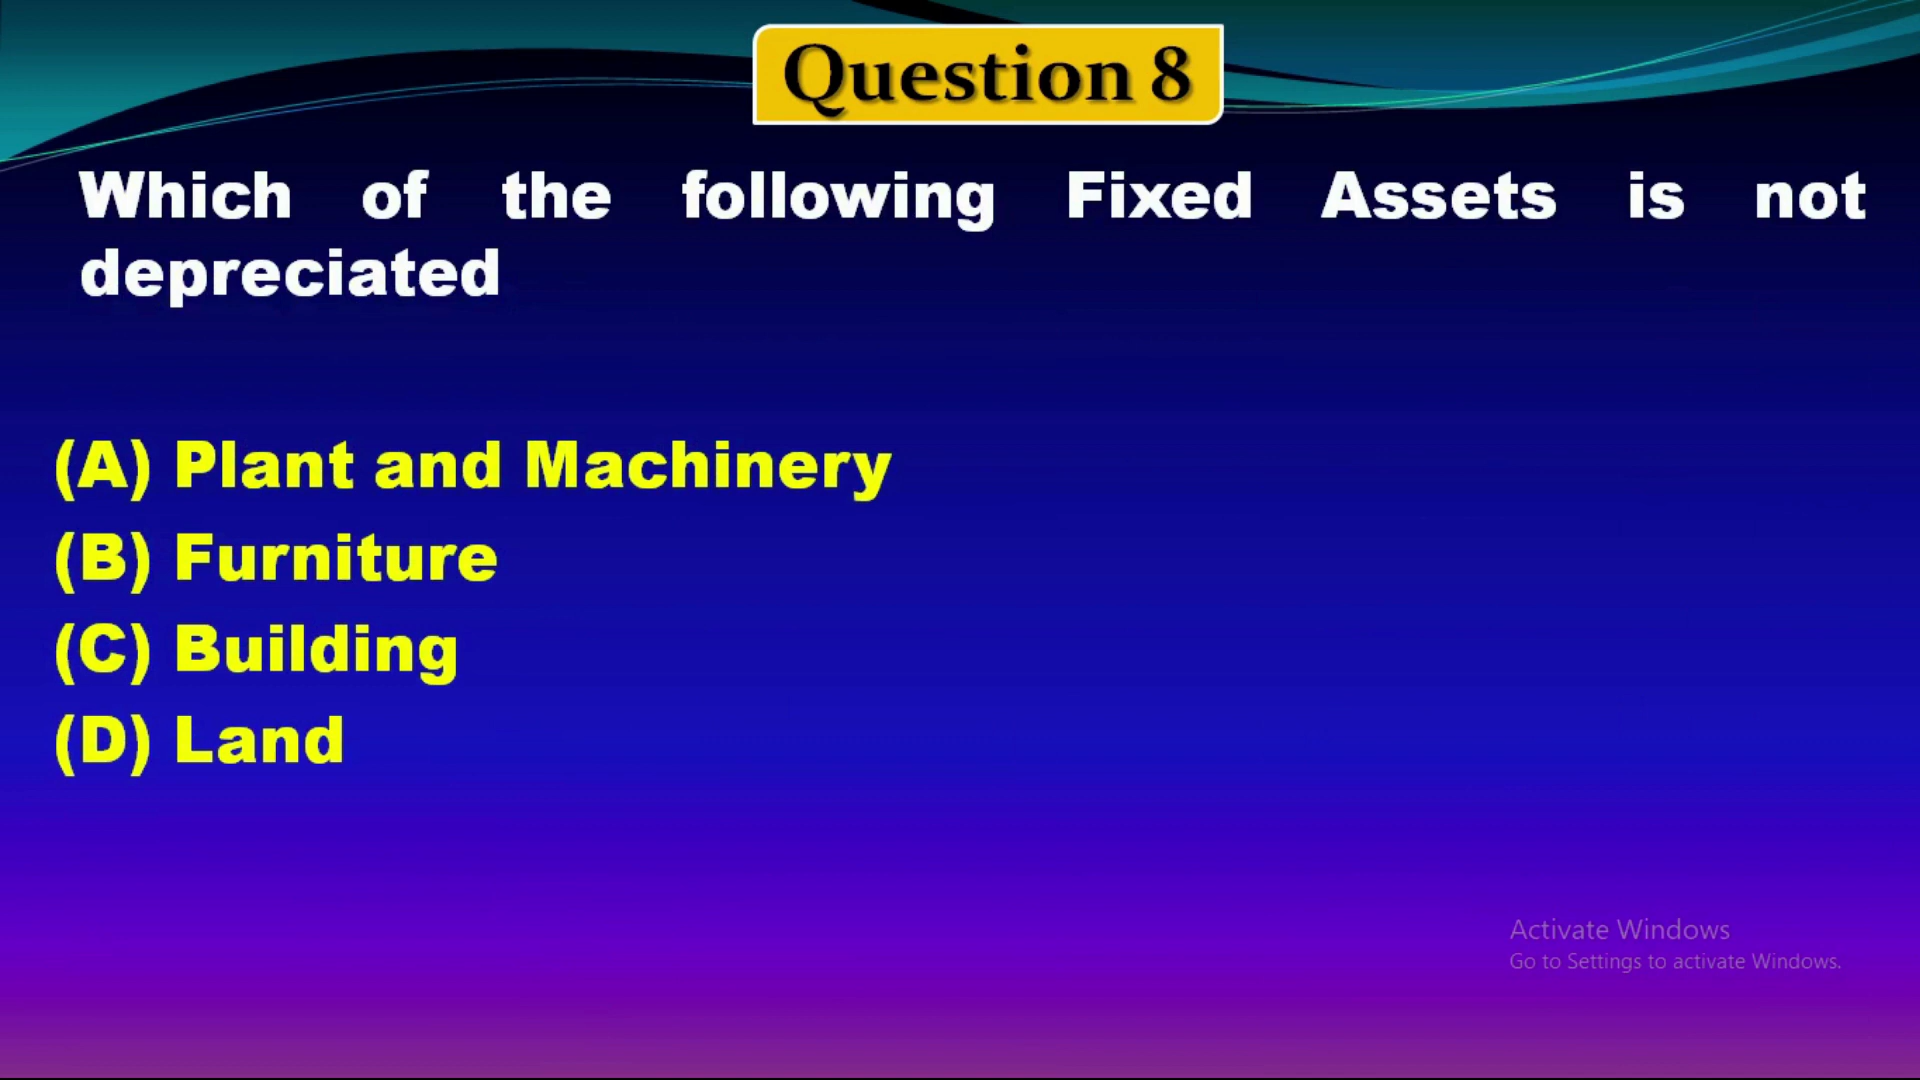 Question 8
Which of the following Fixed Assets is not
depreciated
(A) Plant and Machinery
(B) Furniture
(C) Building
(D) Land
Activate Windows
Go to Settings to activate Windows.